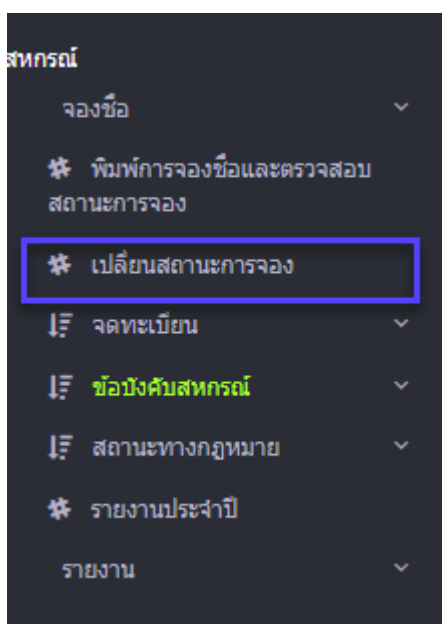 สหกรณ์
จองชื่อ
พิมพ์การจองชื่อและตรวจสอบ
สถานะการจอง
เปลี่ยนสถานะการจอง
จดทะเบียน
ข้อบังคับสหกรณ์
สถานะทางกฎหมาย
รายงานประจำปี
รายงาน